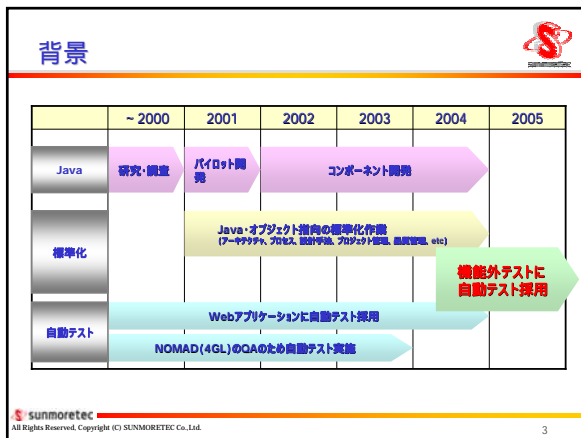 背景
sunmoretec
~ 2000 2001 2002 2003 2004 2005
Java
研究・調査
パイロット開
発
コンポーネント開発
標準化
Java・オブジェクト指向の標準化作業
(アーキテクチャ、プロセス、設計手法、プロジェクト管理、品質管理、etc)
機能外テストに
自動テスト採用
自動テスト
Webアプリケーションに自動テスト採用
NOMAD(4GL)のQAのため自動テスト実施
sunmoretec
All Rights Reserved, Copyright (C) SUNMORETEC Co., Ltd.
3